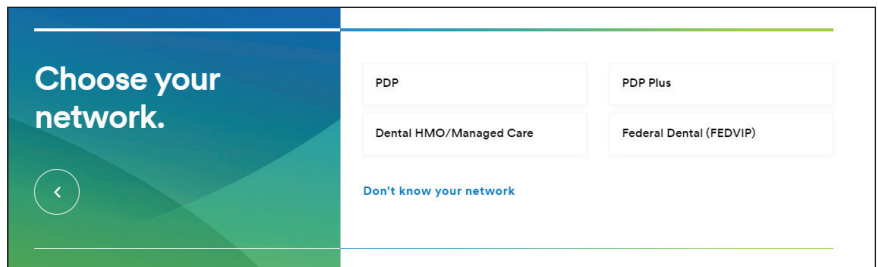 Choose your
network.
PDP
PDP Plus
Dental HMO/Managed Care
Federal Dental (FEDVIP)
Don't know your network